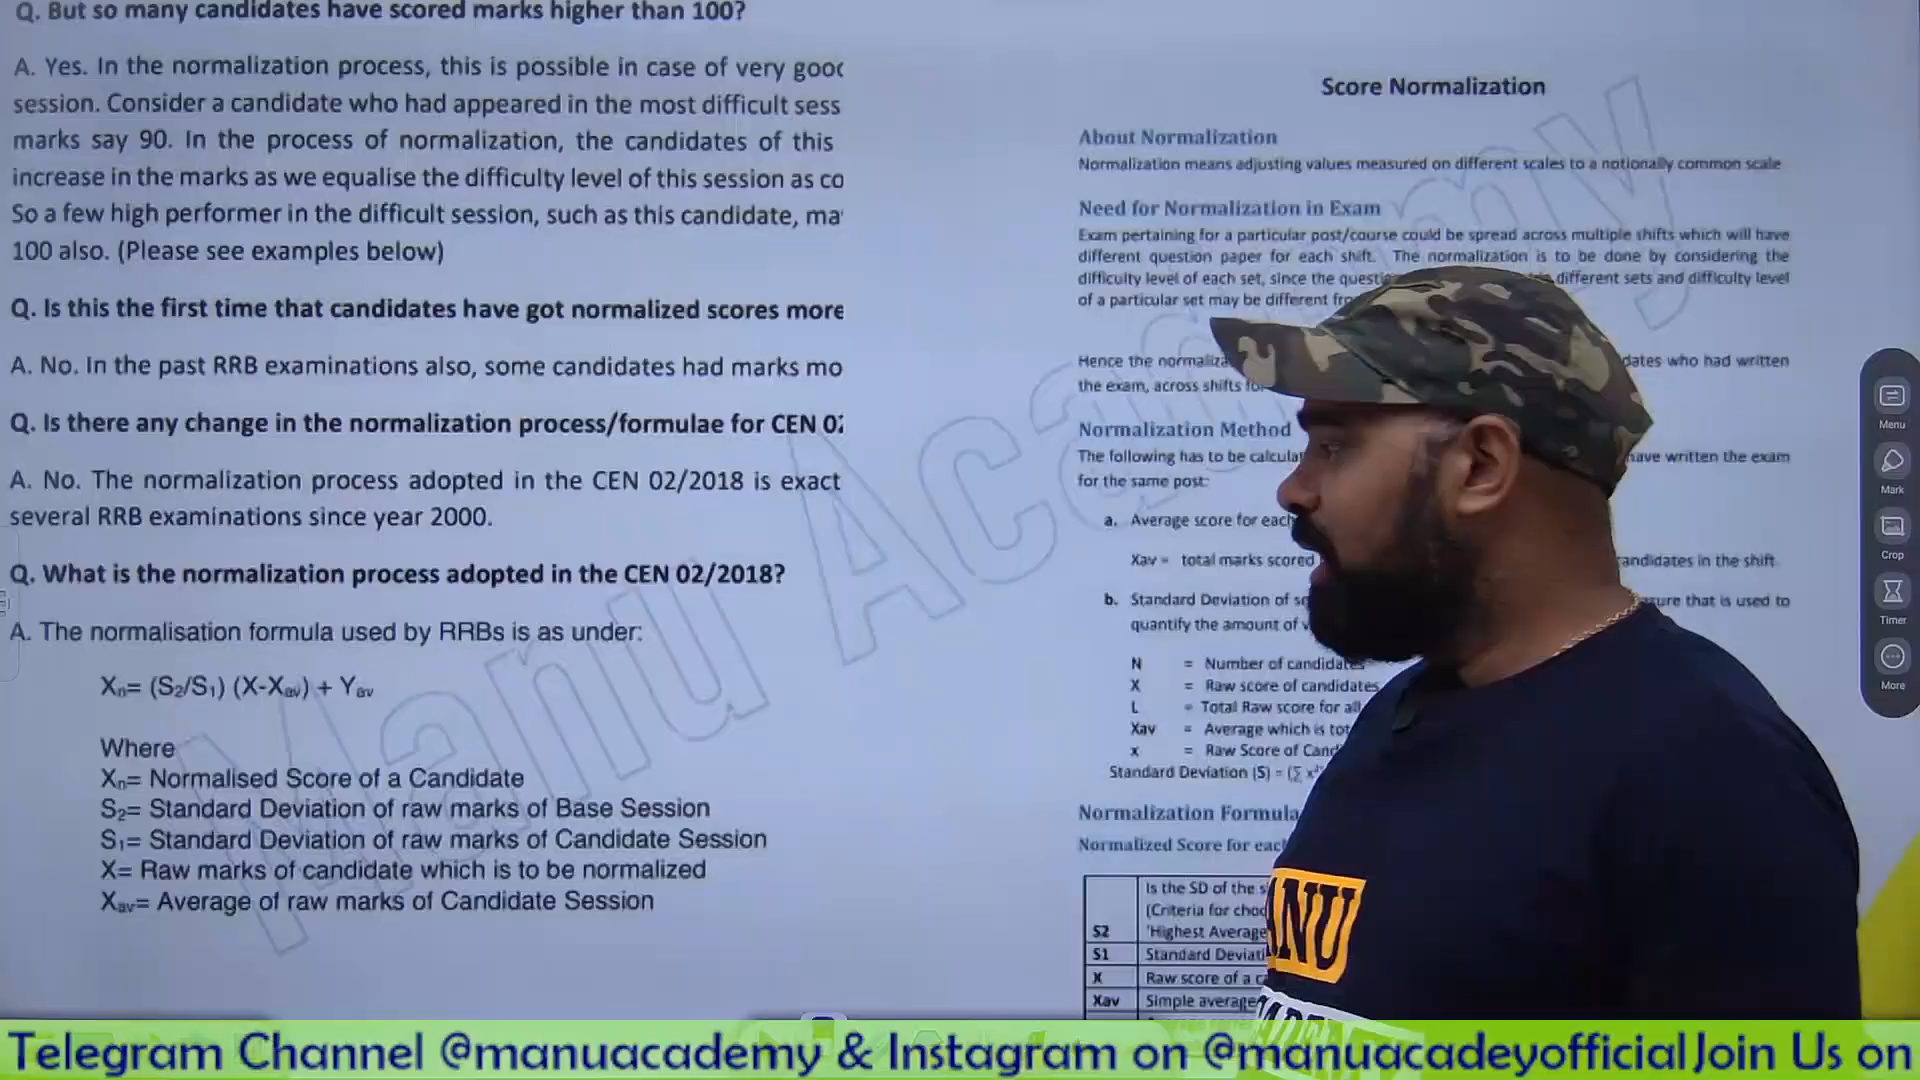 Q. But so many candidates have scored marks higher than 100?
A. Yes. In the normalization process, this is possible in case of very good
session. Consider a candidate who had appeared in the most difficult sess
marks say 90. In the process of normalization, the candidates of this
increase in the marks as we equalise the difficulty level of this session as co
So a few high performer in the difficult session, such as this candidate, ma
100 also. (Please see examples below)
Q. Is this the first time that candidates have got normalized scores more
A. No. In the past RRB examinations also, some candidates had marks mo
Q. Is there any change in the normalization process/formulae for CEN 02
A. No. The normalization process adopted in the CEN 02/2018 is exact
several RRB examinations since year 2000.
Q. What is the normalization process adopted in the CEN 02/2018?
A. The normalisation formula used by RRBs is as under:
Xn= (S2/S1) (X-Xav) + Yav
Where
Xn= Normalised Score of a Candidate
S2= Standard Deviation of raw marks of Base Session
S1= Standard Deviation of raw marks of Candidate Session
X= Raw marks of candidate which is to be normalized
Xav= Average of raw marks of Candidate Session
Manu Academy
Score Normalization
About Normalization
Normalization means adjusting values measured on different scales to a notionally common scale
Need for Normalization in Exam
Exam pertaining for a particular post/course could be spread across multiple shifts which will have
different question paper for each shift. The normalization is to be done by considering the
difficulty level of each set, since the questi different sets and difficulty level
of a particular set may be different fr
Hence the normaliza dates who had written
the exam, across shifts fo
Normalization Method
The following has to be calculat have written the exam
for the same post:
a. Average score for each
Xav = total marks scored andidates in the shift
b. Standard Deviation of sure that is used to
quantify the amount of v
N = Number of candidates
X = Raw score of candidates
L = Total Raw score for all
Xav = Average which is tot
x = Raw Score of Cand
Standard Deviation (S) = (∑ x
Normalization Formula
Normalized Score for eac
S2 Is the SD of the s
(Criteria for choo
'Highest Average
S1 Standard Deviati
X Raw score of a c
Xav Simple average
Menu
Mark
Crop
Timer
More
ANU
Telegram Channel @manuacademy & Instagram on @manuacadeyofficial Join Us on